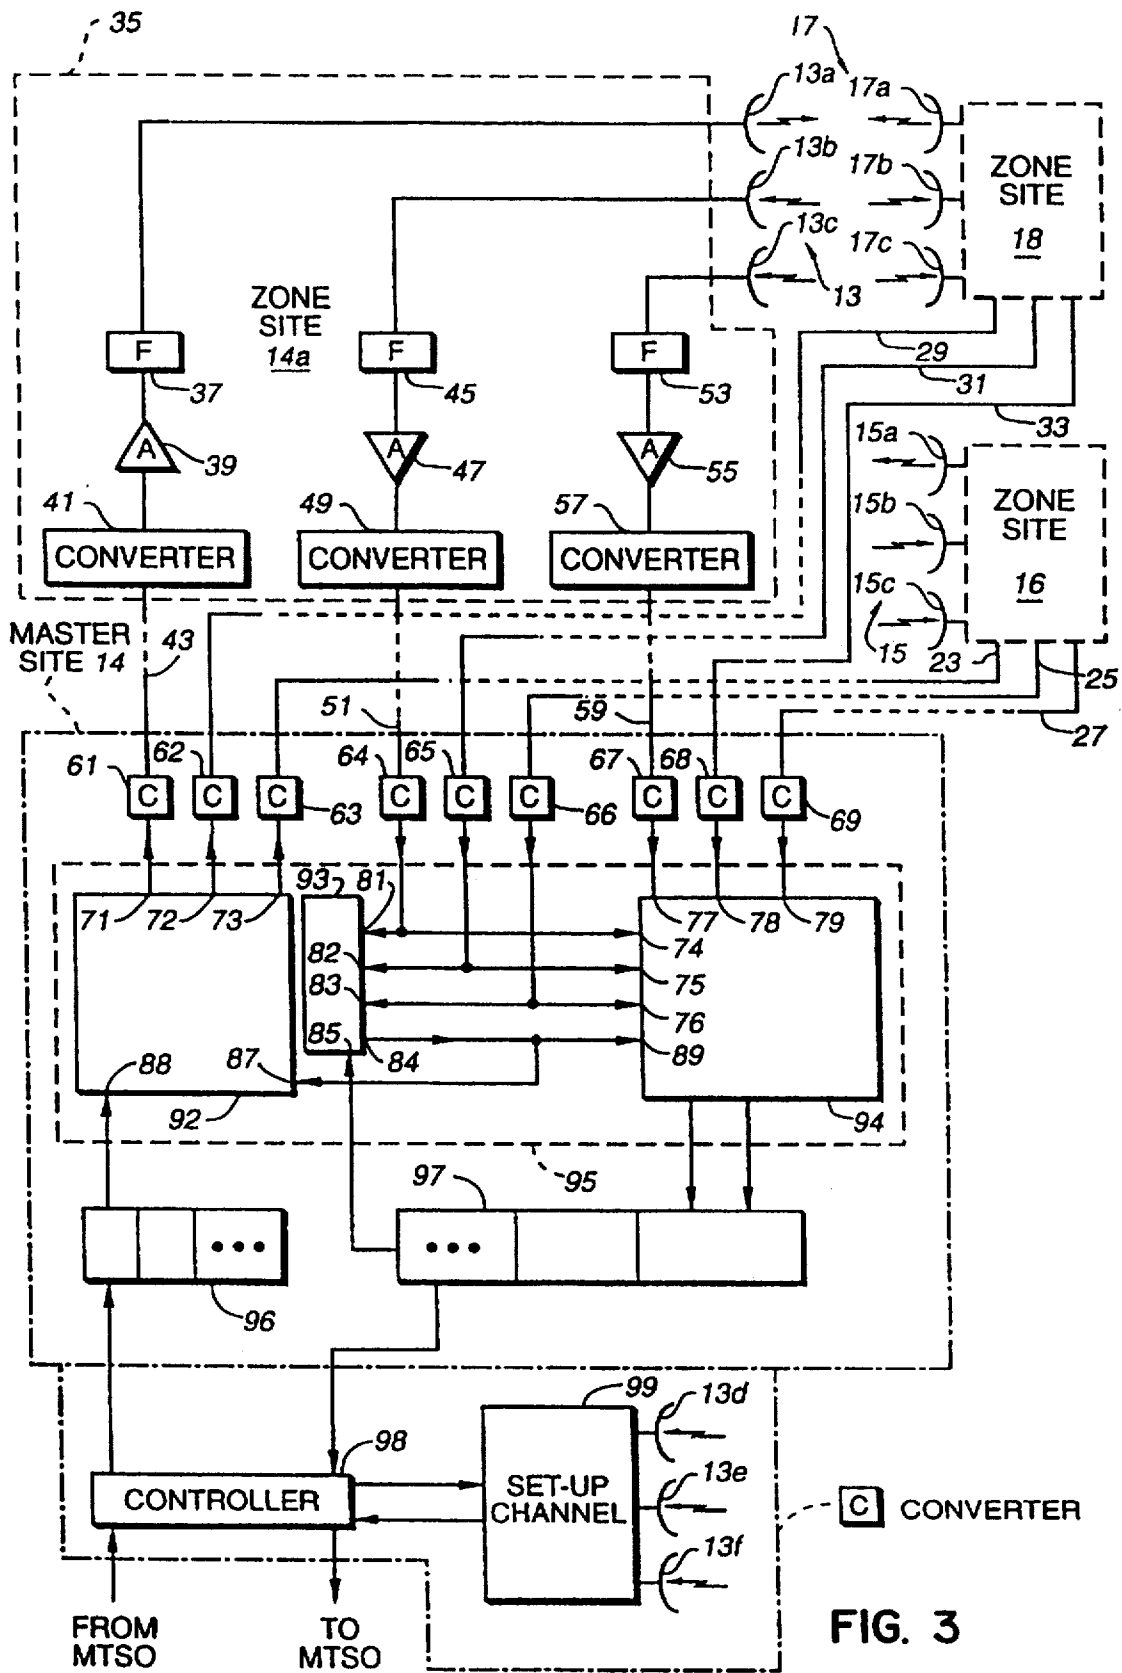 35
17
13a
17a
13b
17b
13c
17c
13
ZONE
SITE
18
ZONE
SITE
14a
F
F
F
37
45
53
29
31
33
A
A
A
39
47
55
15a
15b
15c
15
ZONE
SITE
16
41
49
57
CONVERTER
CONVERTER
CONVERTER
MASTER
SITE 14
43
51
59
23
25
27
61
62
63
64
65
66
67
68
69
C
C
C
C
C
C
C
C
C
71
72
73
93
81
77
78
79
82
74
83
75
76
85
84
89
88
87
92
94
95
97
96
•••
•••
98
99
13d
13e
13f
CONTROLLER
SET-UP
CHANNEL
C CONVERTER
FROM
MTSO
TO
MTSO
FIG. 3